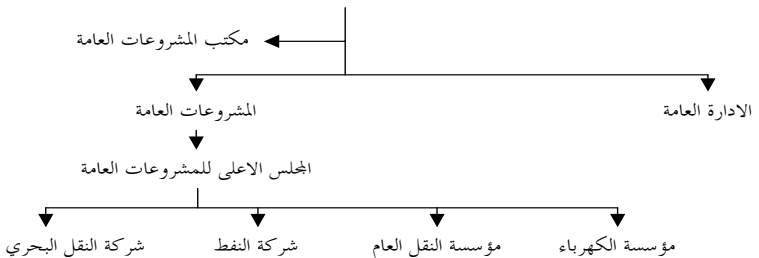 مكتب المشروعات العامة
الادارة العامة
المشروعات العامة
المجلس الاعلى للمشروعات العامة
مؤسسة الكهرباء
مؤسسة النقل العام
شركة النفط
شركة النقل البحري